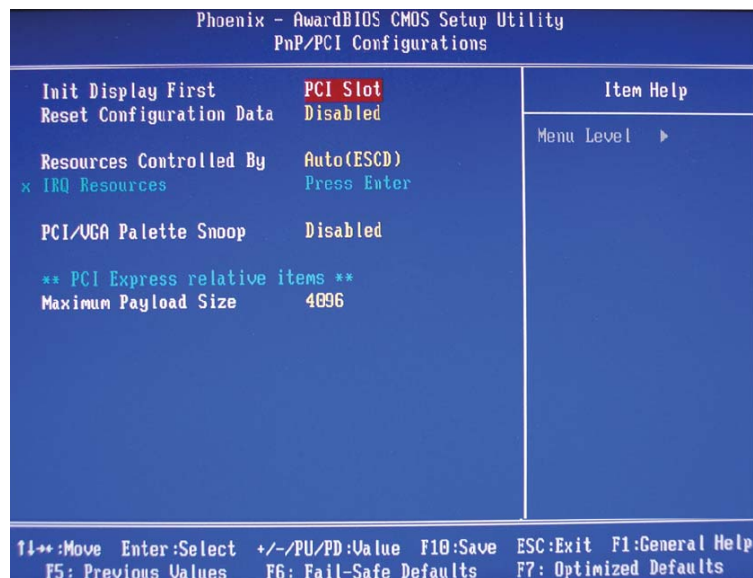 Phoenix - AwardBIOS CMOS Setup Utility
PnP/PCI Configurations
Init Display First PCI Slot
Reset Configuration Data Disabled
Resources Controlled By Auto(ESCD)
x IRQ Resources Press Enter
PCI/VGA Palette Snoop Disabled
** PCI Express relative items **
Maximum Payload Size 4096
Item Help
Menu Level ▶
↑↓→←:Move Enter:Select +/-/PU/PD:Value F10:Save ESC:Exit F1:General Help
F5: Previous Values F6: Fail-Safe Defaults F7: Optimized Defaults